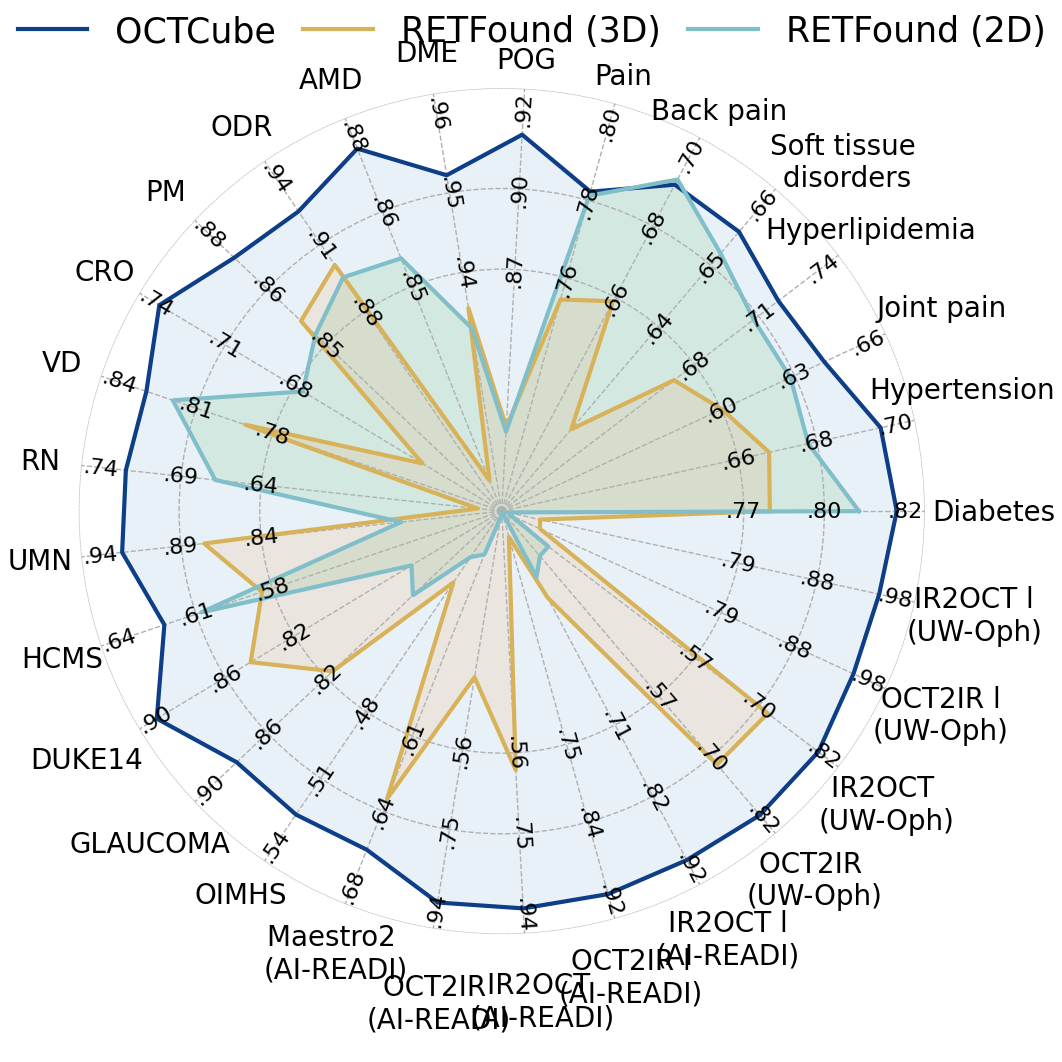 OCTCube
RETFound (3D)
RETFound (2D)
DME
POG
Pain
Back pain
Soft tissue
disorders
Hyperlipidemia
Joint pain
Hypertension
Diabetes
IR2OCT l
(UW-Oph)
OCT2IR l
(UW-Oph)
IR2OCT
(UW-Oph)
OCT2IR
(UW-Oph)
IR2OCT l
(AI-READI)
OCT2IR l
(AI-READI)
IR2OCT
(AI-READI)
OCT2IR
(AI-READI)
Maestro2
(AI-READI)
OIMHS
GLAUCOMA
DUKE14
HCMS
UMN
RN
VD
CRO
PM
ODR
AMD
.96
.95
.94
.92
.90
.87
.80
.78
.76
.70
.68
.66
.66
.65
.64
.74
.71
.68
.66
.63
.60
.70
.68
.66
.82
.80
.77
.98
.88
.79
.98
.88
.79
.82
.70
.57
.82
.70
.57
.92
.82
.71
.92
.84
.75
.94
.75
.56
.94
.75
.56
.68
.64
.61
.54
.51
.48
.90
.86
.82
.90
.86
.82
.64
.61
.58
.94
.89
.84
.74
.69
.64
.84
.81
.78
.74
.71
.68
.88
.86
.85
.94
.91
.88
.88
.86
.85